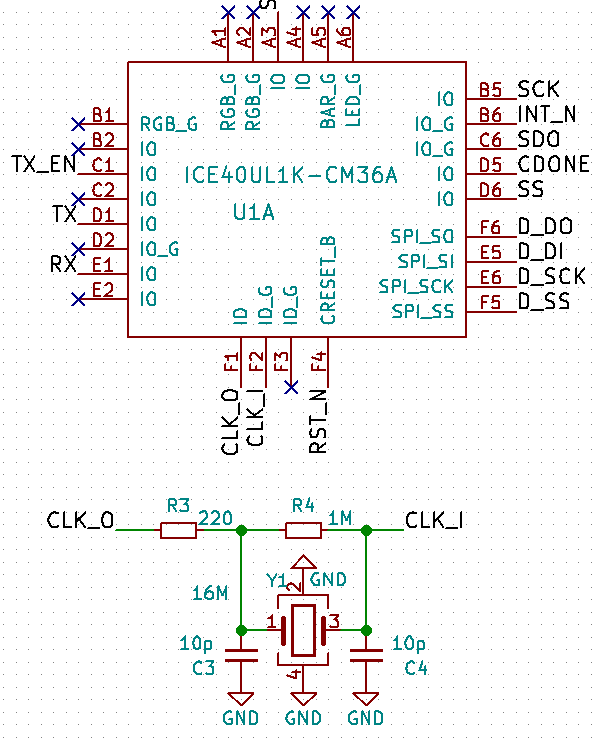 S
A1 A2 A3 A4 A5 A6
RGB_G RGB_G IO IO BAR_G LED_G
B1 RGB_G
B2 IO
TX_EN C1 IO
C2 IO
TX D1 IO
D2 IO_G
RX E1 IO
E2 IO
ICE40UL1K-CM36A
U1A
IO B5 SCK
IO_G B6 INT_N
IO_G C6 SDO
IO D5 CDONE
IO D6 SS
SPI_SO F6 D_DO
SPI_SI E5 D_DI
SPI_SCK E6 D_SCK
SPI_SS F5 D_SS
IO IO_G IO_G CRESET_B
F1 F2 F3 F4
CLK_O CLK_I RST_N
CLK_O R3 220 R4 1M CLK_I
16M Y1 2 GND
1 3
10p C3 4 10p C4
GND GND GND